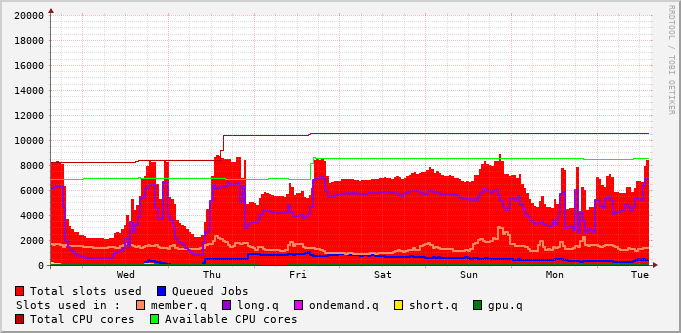 20000
18000
16000
14000
12000
10000
8000
6000
4000
2000
0
Wed Thu Fri Sat Sun Mon Tue
Total slots used Queued Jobs
Slots used in : member.q long.q ondemand.q short.q gpu.q
Total CPU cores Available CPU cores
RRDTOOL / TOBI OETIKER